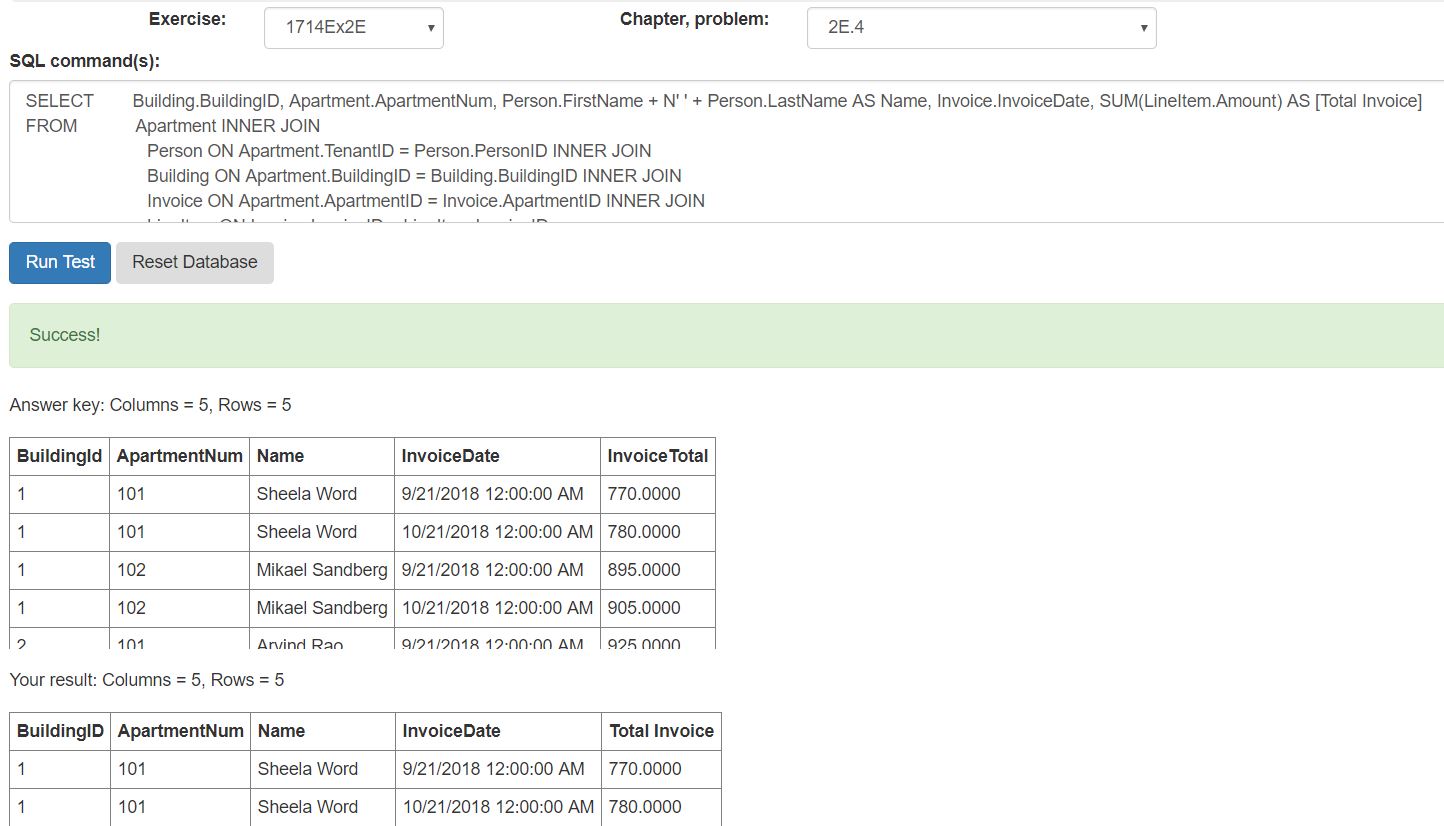 Exercise: 1714Ex2E Chapter, problem: 2E.4
SQL command(s):
SELECT Building.BuildingID, Apartment.ApartmentNum, Person.FirstName + N' ' + Person.LastName AS Name, Invoice.InvoiceDate, SUM(LineItem.Amount) AS [Total Invoice]
FROM Apartment INNER JOIN
Person ON Apartment.TenantID = Person.PersonID INNER JOIN
Building ON Apartment.BuildingID = Building.BuildingID INNER JOIN
Invoice ON Apartment.ApartmentID = Invoice.ApartmentID INNER JOIN
Run Test Reset Database
Success!
Answer key: Columns = 5, Rows = 5
BuildingId ApartmentNum Name InvoiceDate InvoiceTotal
1 101 Sheela Word 9/21/2018 12:00:00 AM 770.0000
1 101 Sheela Word 10/21/2018 12:00:00 AM 780.0000
1 102 Mikael Sandberg 9/21/2018 12:00:00 AM 895.0000
1 102 Mikael Sandberg 10/21/2018 12:00:00 AM 905.0000
2 101 Arvind Rao 9/21/2018 12:00:00 AM 925.0000
Your result: Columns = 5, Rows = 5
BuildingID ApartmentNum Name InvoiceDate Total Invoice
1 101 Sheela Word 9/21/2018 12:00:00 AM 770.0000
1 101 Sheela Word 10/21/2018 12:00:00 AM 780.0000